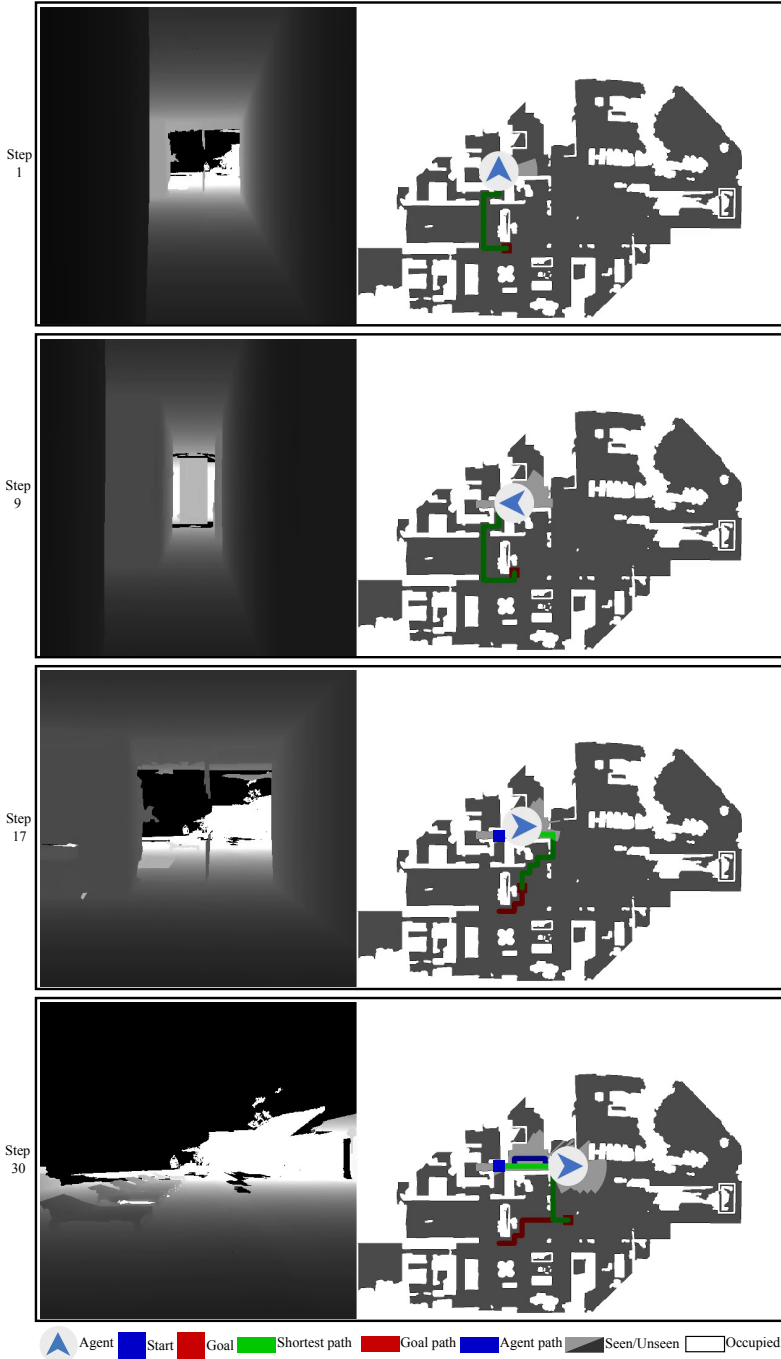 Step
1
Step
9
Step
17
Step
30
Agent Start Goal Shortest path Goal path Agent path Seen/Unseen Occupied